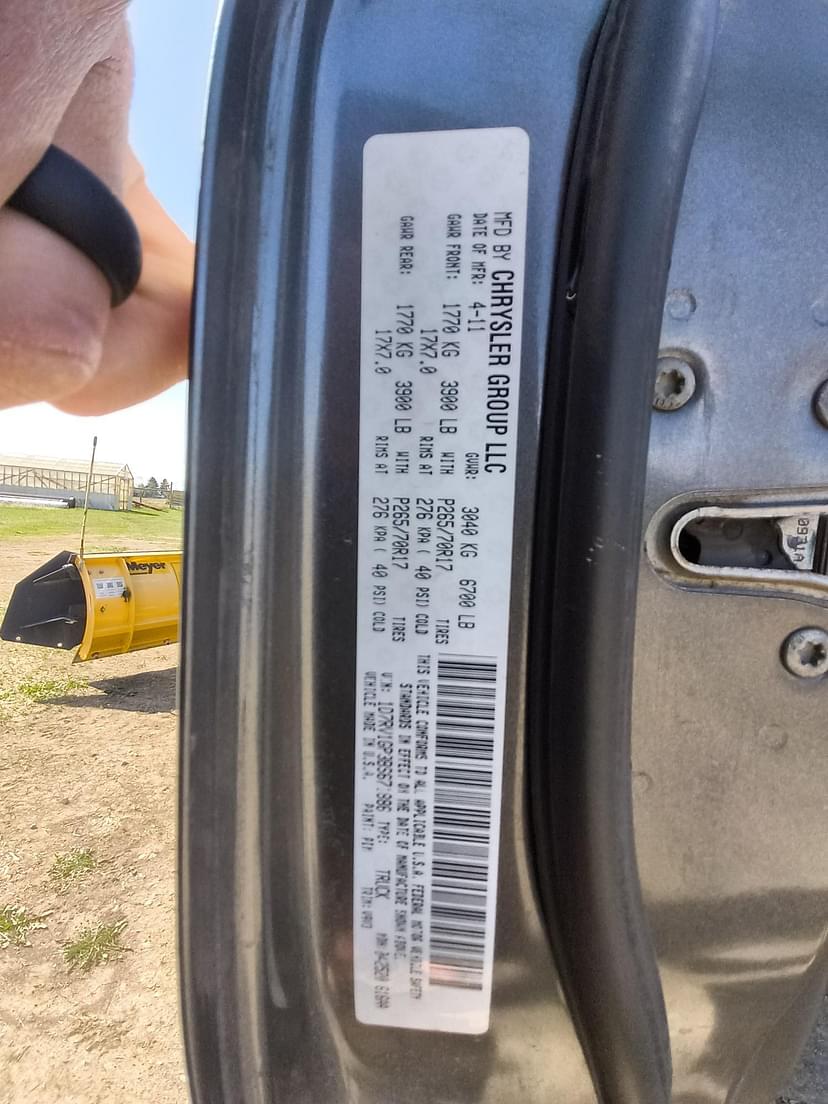 MFD BY CHRYSLER GROUP LLC
DATE OF MFR: 4-11 GVWR: 3040 KG 6700 LB
GAWR FRONT: 1770 KG 3900 LB WITH P265/70R17 TIRES
17X7.0 RIMS AT 276 KPA ( 40 PSI) COLD
GAWR REAR: 1770 KG 3900 LB WITH P265/70R17 TIRES
17X7.0 RIMS AT 276 KPA ( 40 PSI) COLD
THIS VEHICLE CONFORMS TO ALL APPLICABLE U.S.A. FEDERAL MOTOR VEHICLE SAFETY
STANDARDS IN EFFECT ON THE DATE OF MANUFACTURE SHOWN ABOVE.
VIN: TYPE: TRUCK
VEHICLE MADE IN U.S.A. PAINT: TRIM:
Meyer